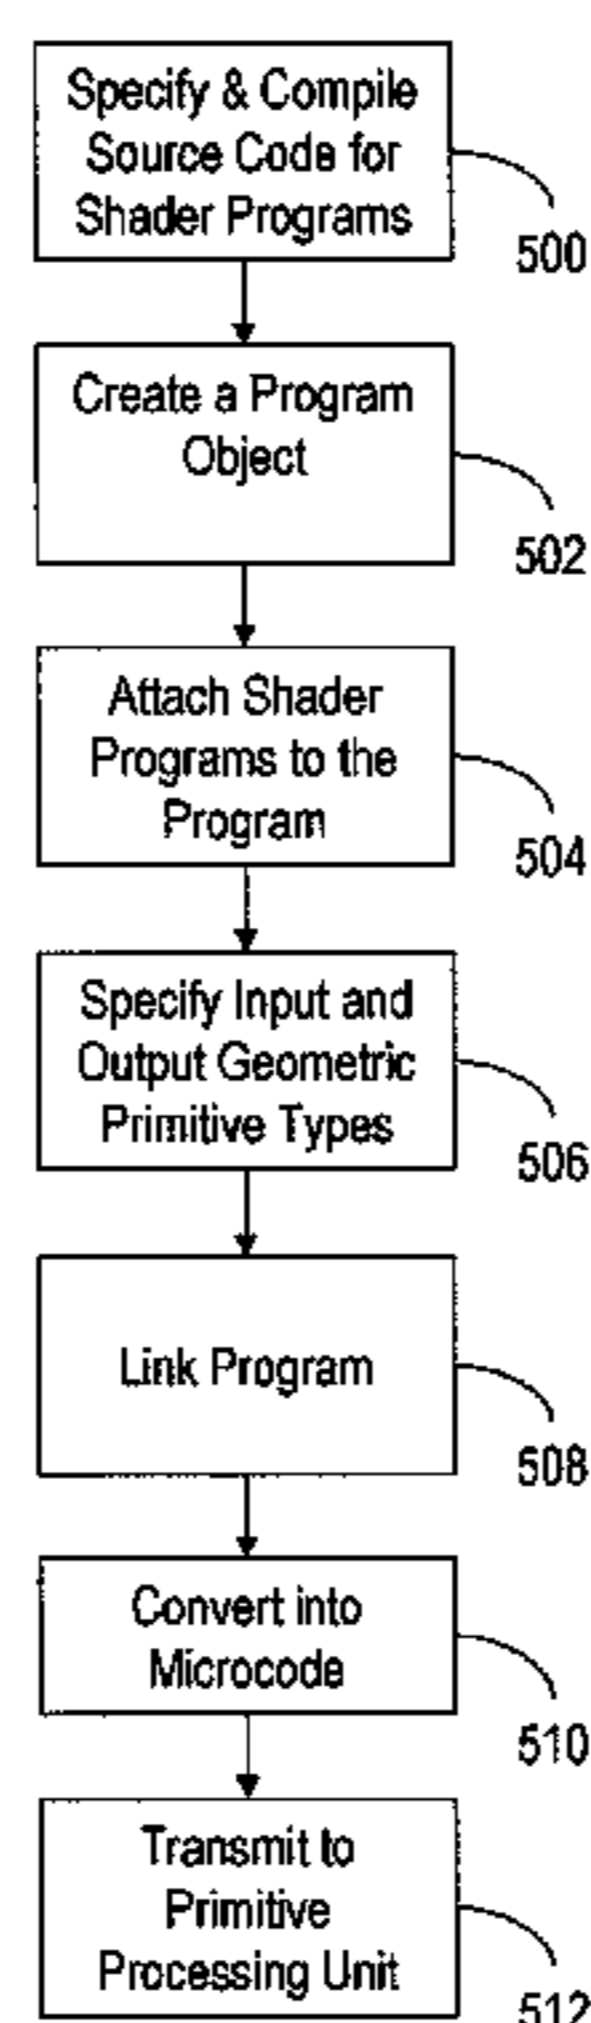 Specify & Compile
Source Code for
Shader Programs
500
Create a Program
Object
502
Attach Shader
Programs to the
Program
504
Specify Input and
Output Geometric
Primitive Types
506
Link Program
508
Convert into
Microcode
510
Transmit to
Primitive
Processing Unit
512